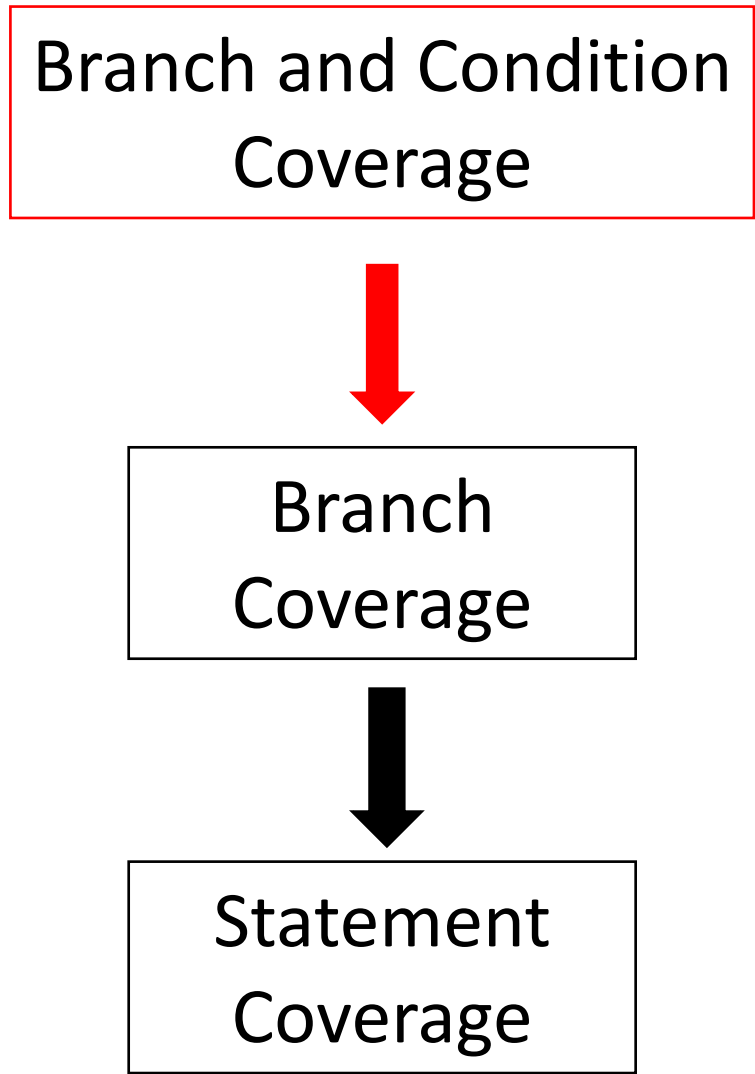 Branch and Condition
Coverage
Branch
Coverage
Statement
Coverage